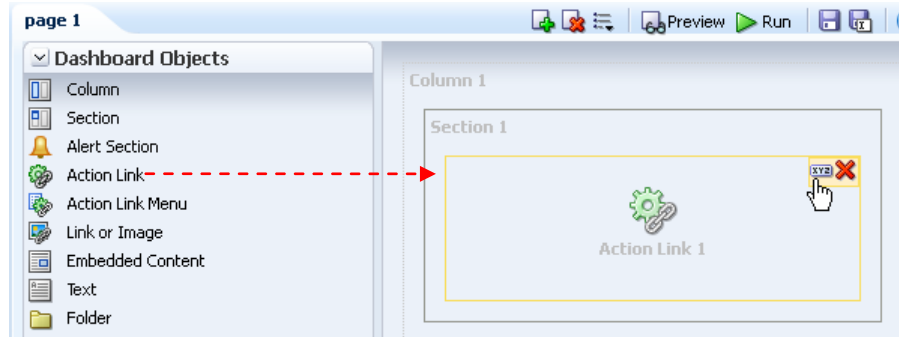 page 1
Preview Run
Dashboard Objects
Column
Section
Alert Section
Action Link
Action Link Menu
Link or Image
Embedded Content
Text
Folder
Column 1
Section 1
XYZ
Action Link 1